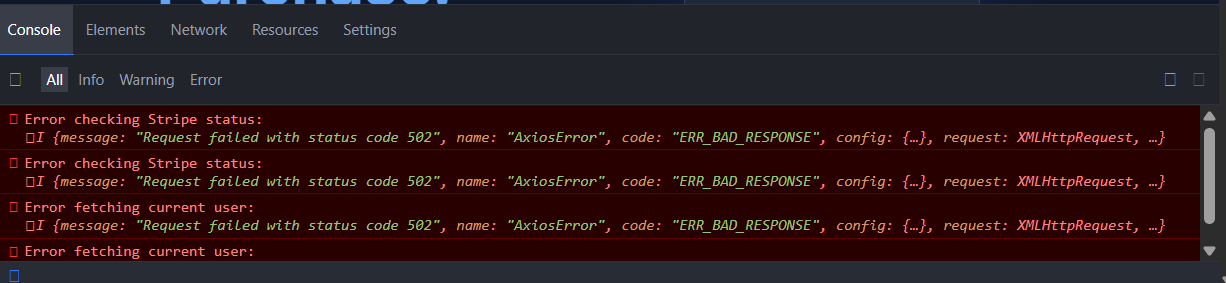 Console Elements Network Resources Settings
All Info Warning Error
Error checking Stripe status:
I {message: "Request failed with status code 502", name: "AxiosError", code: "ERR_BAD_RESPONSE", config: {…}, request: XMLHttpRequest, …}
Error checking Stripe status:
I {message: "Request failed with status code 502", name: "AxiosError", code: "ERR_BAD_RESPONSE", config: {…}, request: XMLHttpRequest, …}
Error fetching current user:
I {message: "Request failed with status code 502", name: "AxiosError", code: "ERR_BAD_RESPONSE", config: {…}, request: XMLHttpRequest, …}
Error fetching current user: